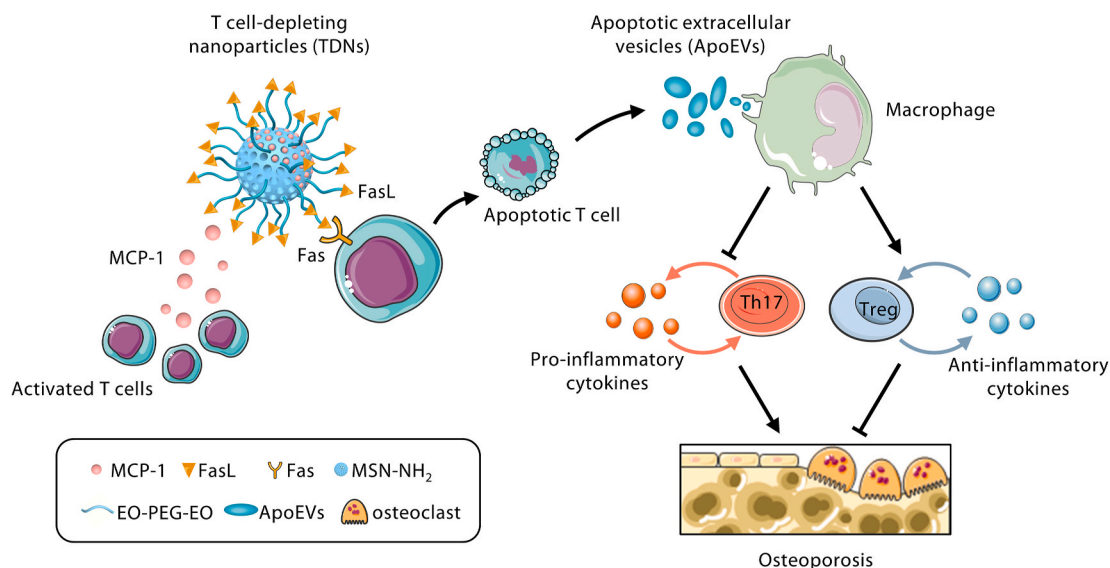 T cell-depleting
nanoparticles (TDNs)
Apoptotic extracellular
vesicles (ApoEVs)
Macrophage
FasL
Apoptotic T cell
Fas
MCP-1
Th17
Treg
Pro-inflammatory
cytokines
Anti-inflammatory
cytokines
Activated T cells
MCP-1
FasL
Fas
MSN-NH₂
EO-PEG-EO
ApoEVs
osteoclast
Osteoporosis